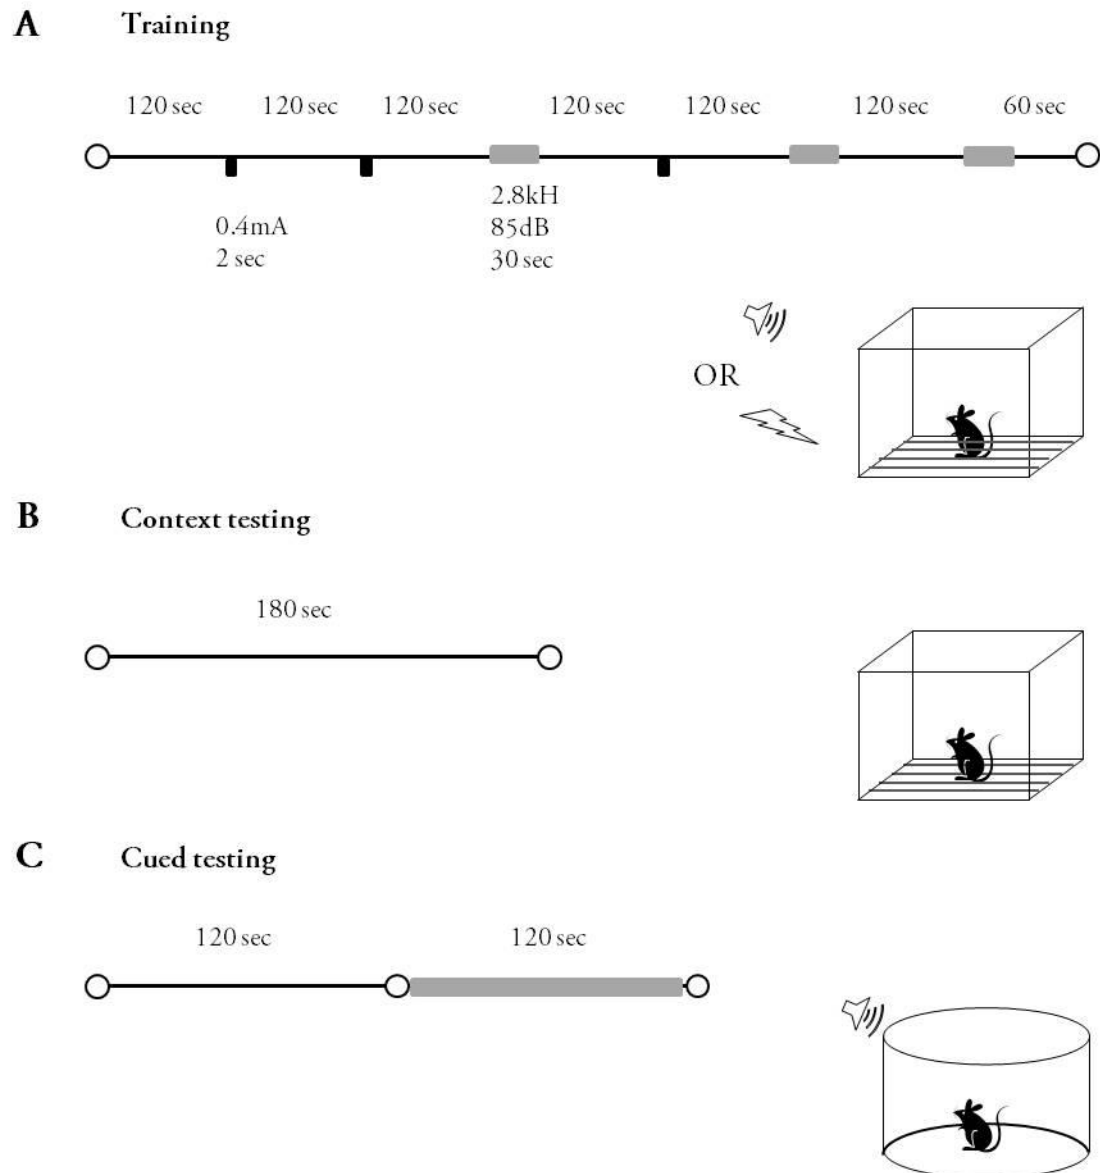 A Training
120 sec 120 sec 120 sec 120 sec 120 sec 120 sec 60 sec
2.8kH
0.4mA 85dB
2 sec 30 sec
OR
B Context testing
180 sec
C Cued testing
120 sec 120 sec